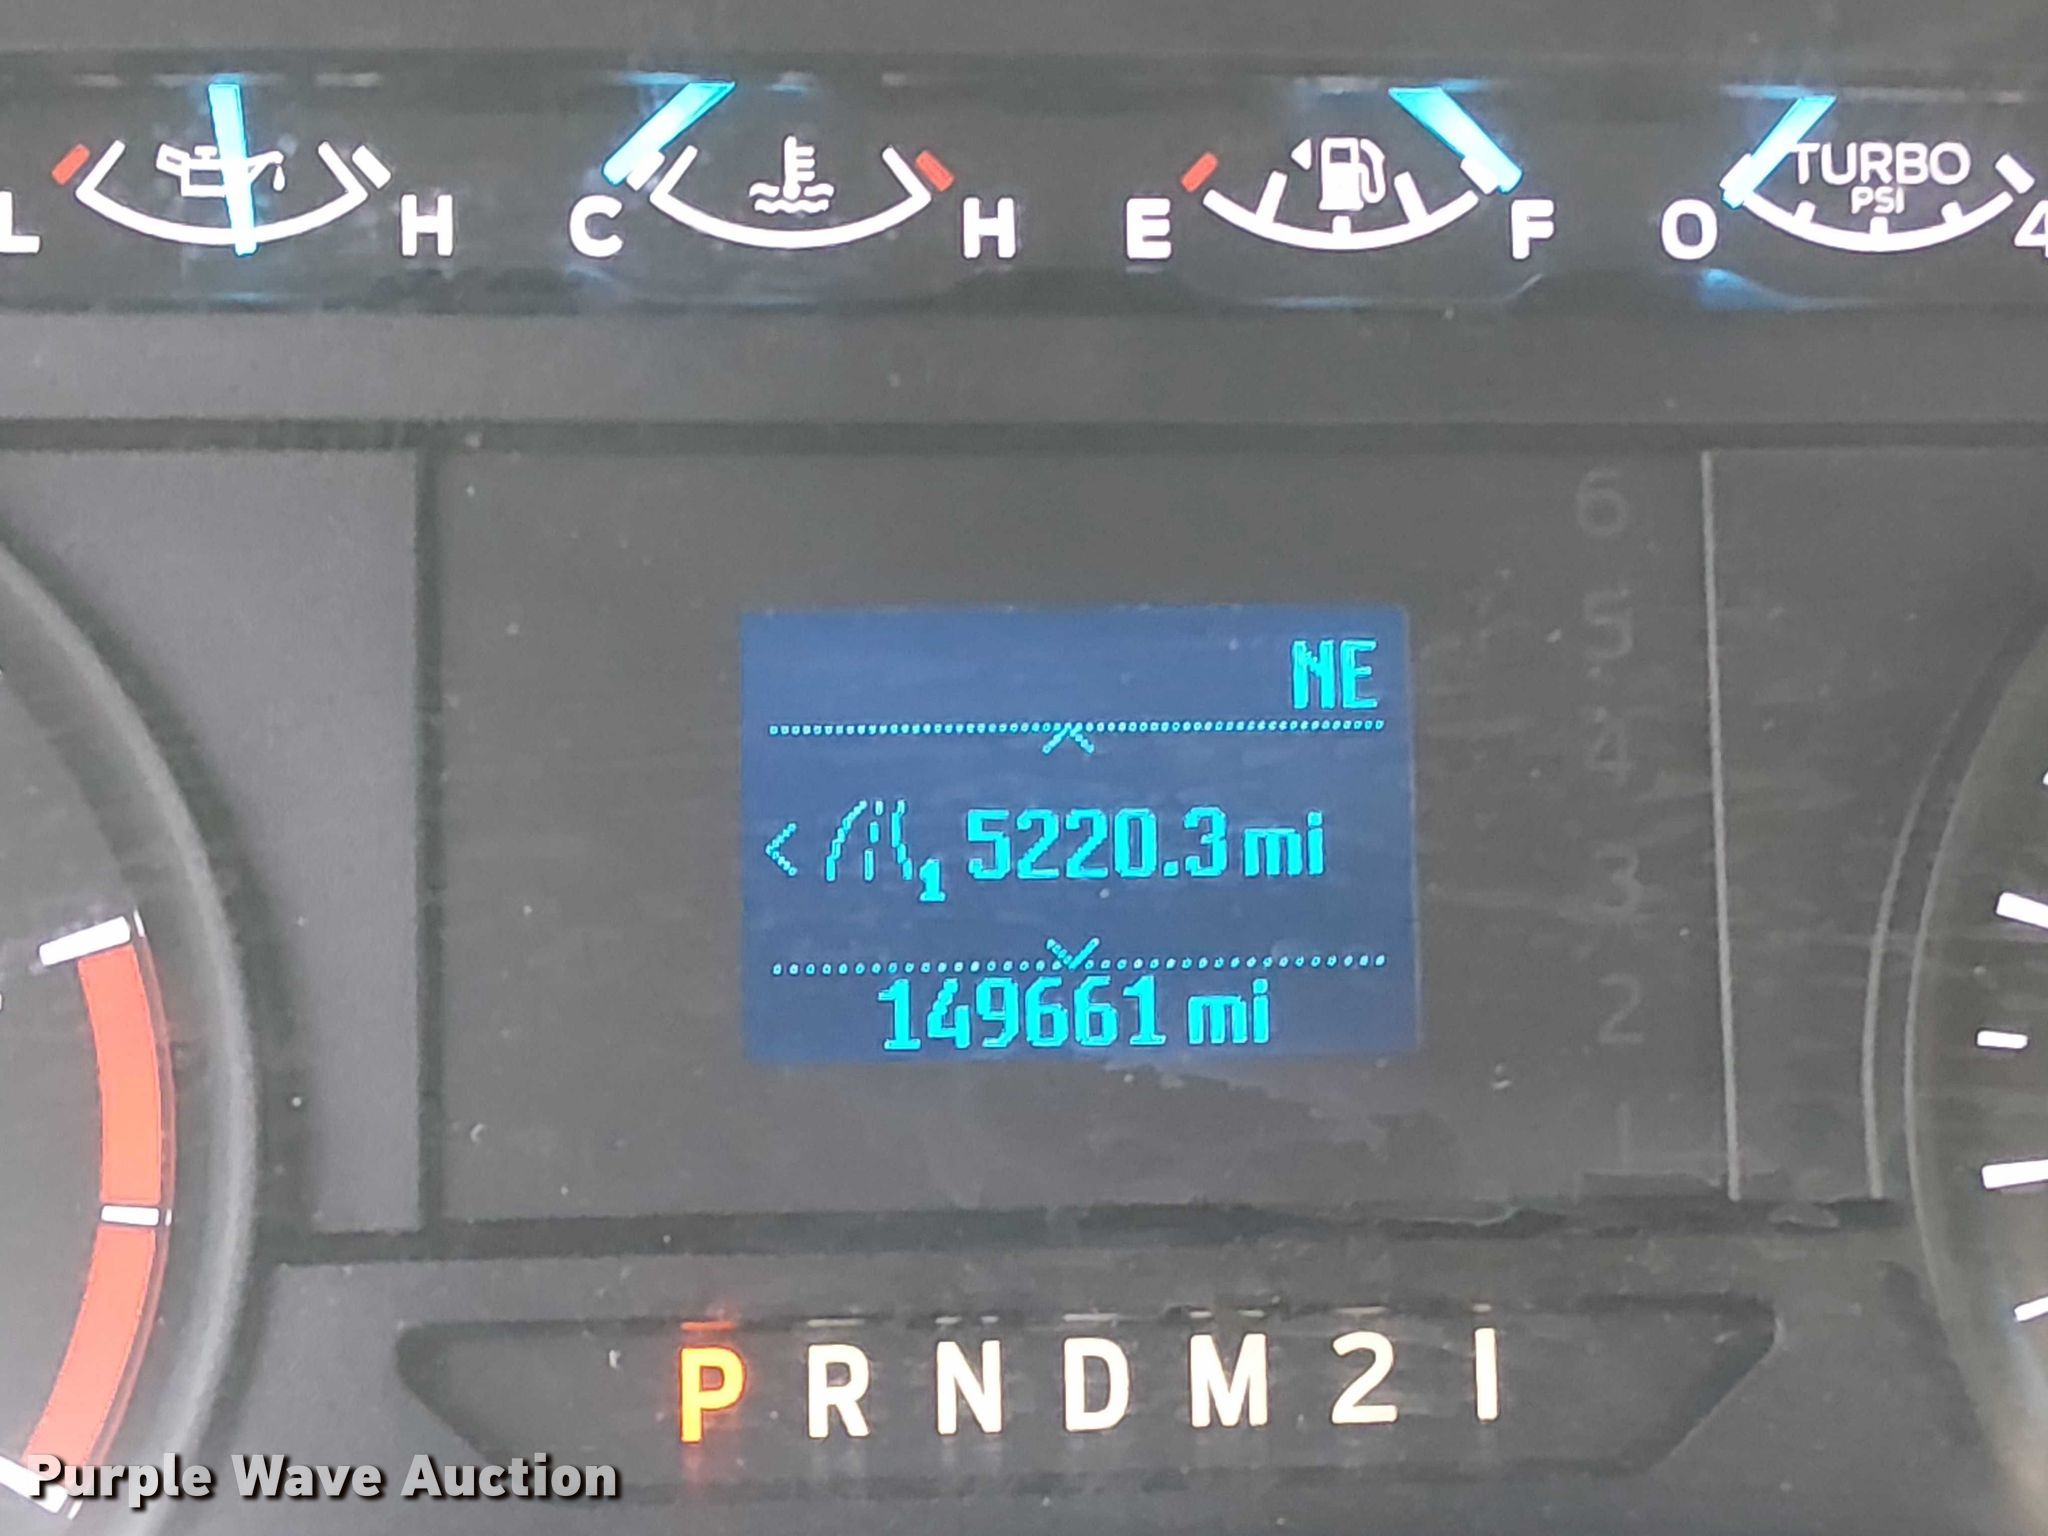 L H C H E F O TURBO 4
PSI
6
5
4
3
2
1
NE
1 5220.3 mi
149661 mi
P R N D M 2 1
Purple Wave Auction